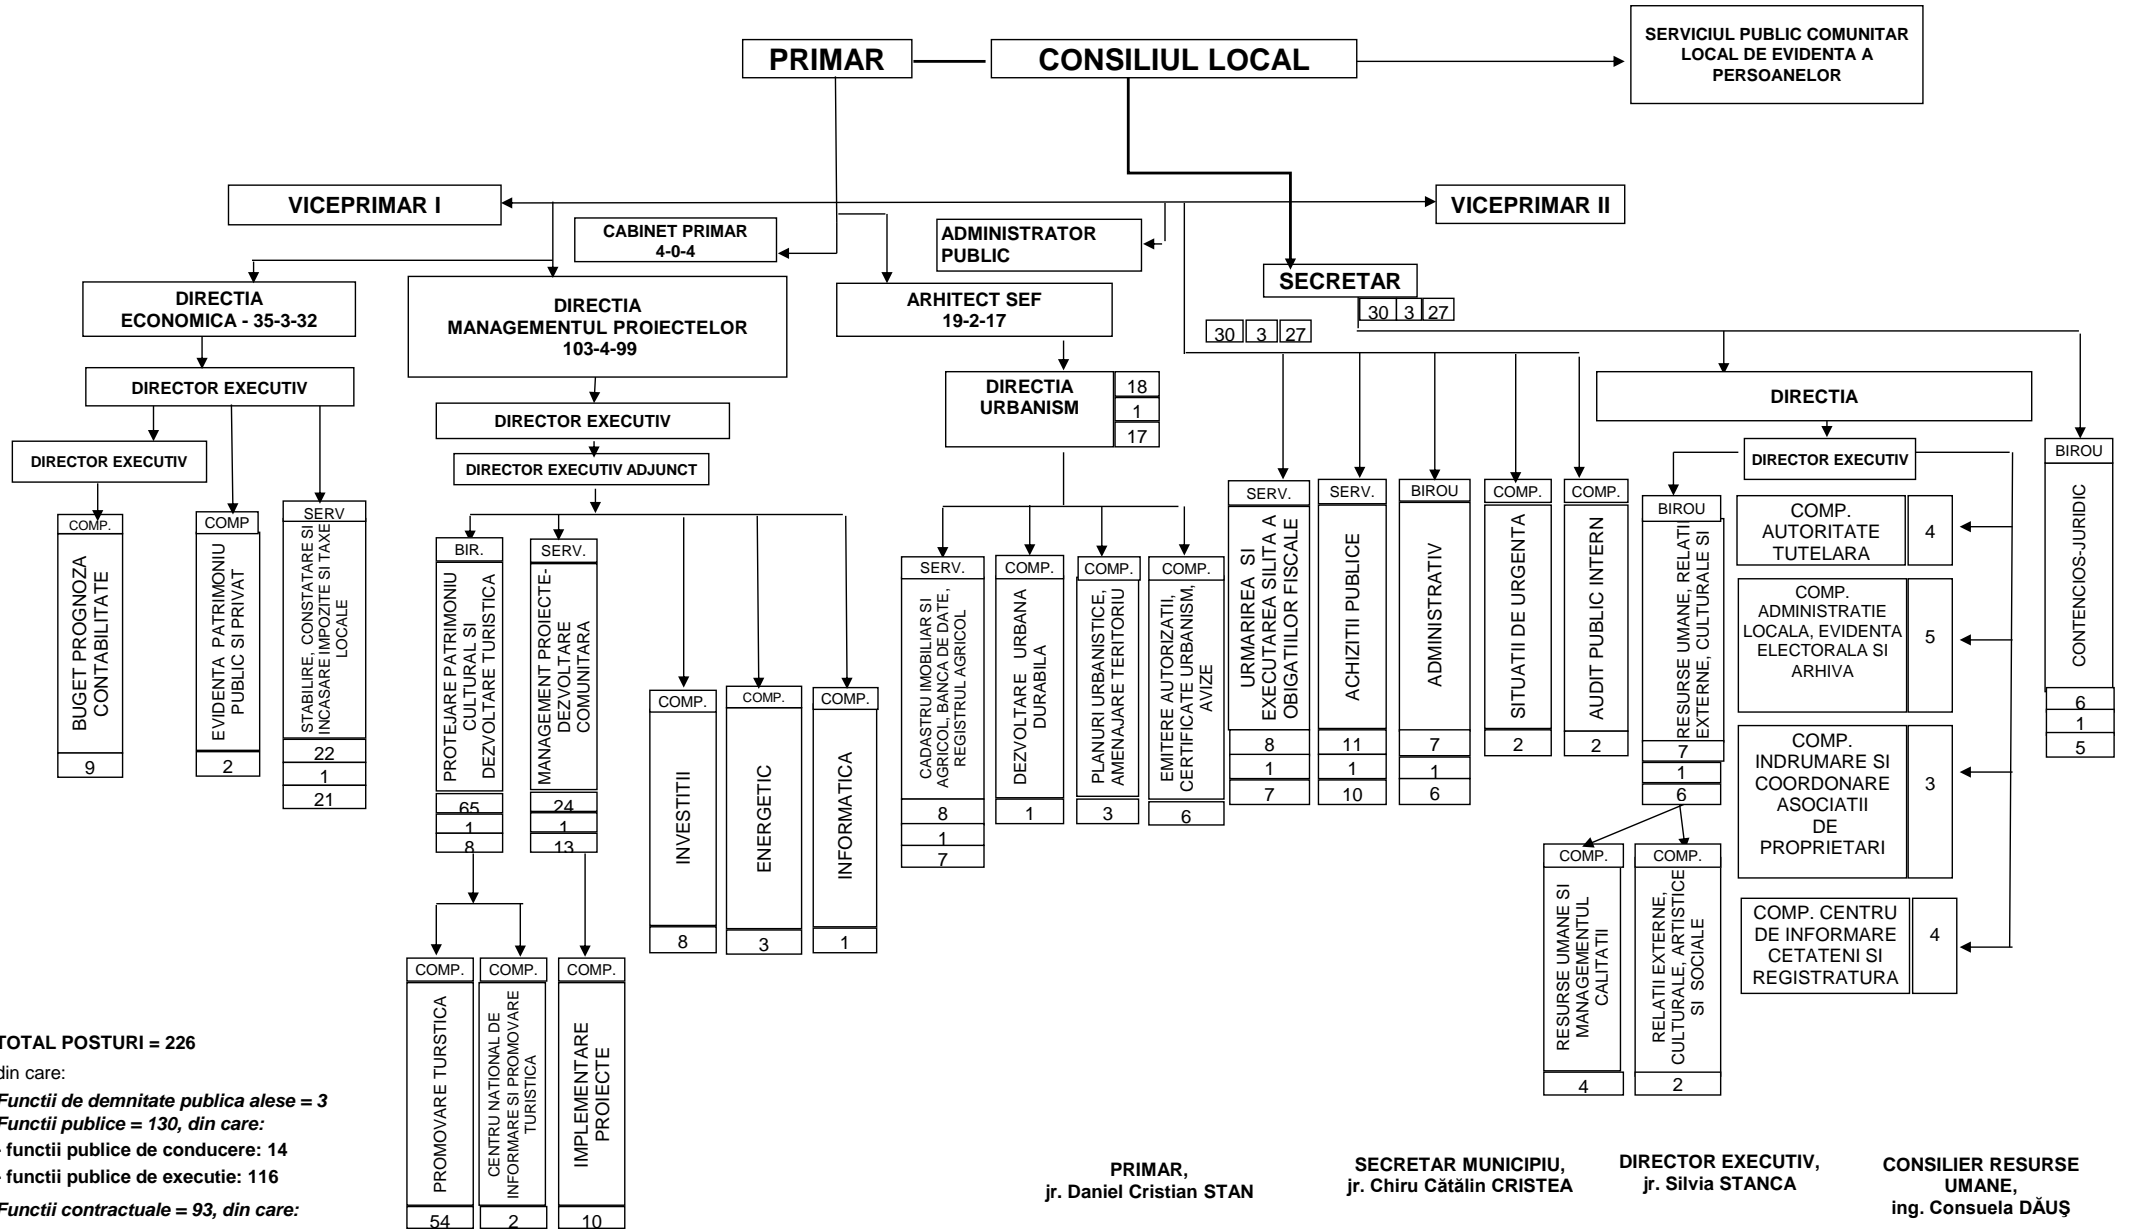 PRIMAR
CONSILIUL LOCAL
SERVICIUL PUBLIC COMUNITAR
LOCAL DE EVIDENTA A
PERSOANELOR
VICEPRIMAR I
VICEPRIMAR II
CABINET PRIMAR
4-0-4
ADMINISTRATOR
PUBLIC
SECRETAR
30 3 27
30 3 27
DIRECTIA
ECONOMICA - 35-3-32
DIRECTIA
MANAGEMENTUL PROIECTELOR
103-4-99
ARHITECT SEF
19-2-17
DIRECTOR EXECUTIV
DIRECTOR EXECUTIV
DIRECTIA
URBANISM
18
1
17
DIRECTIA
DIRECTOR EXECUTIV
DIRECTOR EXECUTIV ADJUNCT
DIRECTOR EXECUTIV
COMP.
BUGET PROGNOZA
CONTABILITATE
9
COMP
EVIDENTA PATRIMONIU
PUBLIC SI PRIVAT
2
SERV
STABILIRE, CONSTATARE SI
INCASARE IMPOZITE SI TAXE
LOCALE
22
1
21
BIR.
PROTEJARE PATRIMONIU
CULTURAL SI
DEZVOLTARE TURISTICA
65
1
8
SERV.
MANAGEMENT PROIECTE-
DEZVOLTARE
COMUNITARA
24
1
13
COMP.
INVESTITII
8
COMP.
ENERGETIC
3
COMP.
INFORMATICA
1
COMP.
PROMOVARE TURSTICA
54
COMP.
CENTRU NATIONAL DE
INFORMARE SI PROMOVARE
TURISTICA
2
COMP.
IMPLEMENTARE
PROIECTE
10
SERV.
CADASTRU IMOBILIAR SI
AGRICOL, BANCA DE DATE,
REGISTRUL AGRICOL
8
1
7
COMP.
DEZVOLTARE URBANA
DURABILA
1
COMP.
PLANURI URBANISTICE,
AMENAJARE TERITORIU
3
COMP.
EMITERE AUTORIZATII,
CERTIFICATE URBANISM,
AVIZE
6
SERV.
URMARIREA SI
EXECUTAREA SILITA A
OBIGATIILOR FISCALE
8
1
7
SERV.
ACHIZITII PUBLICE
11
1
10
BIROU
ADMINISTRATIV
7
1
6
COMP.
SITUATII DE URGENTA
2
COMP.
AUDIT PUBLIC INTERN
2
BIROU
RESURSE UMANE, RELATII
EXTERNE, CULTURALE SI
7
1
6
COMP.
RESURSE UMANE SI
MANAGEMENTUL
CALITATII
4
COMP.
RELATII EXTERNE,
CULTURALE, ARTISTICE
SI SOCIALE
2
COMP.
AUTORITATE
TUTELARA
4
COMP.
ADMINISTRATIE
LOCALA, EVIDENTA
ELECTORALA SI
ARHIVA
5
COMP.
INDRUMARE SI
COORDONARE
ASOCIATII
DE
PROPRIETARI
3
COMP. CENTRU
DE INFORMARE
CETATENI SI
REGISTRATURA
4
BIROU
CONTENCIOS-JURIDIC
6
1
5
TOTAL POSTURI = 226
din care:
Functii de demnitate publica alese = 3
Functii publice = 130, din care:
- functii publice de conducere: 14
- functii publice de executie: 116
Functii contractuale = 93, din care:
PRIMAR,
jr. Daniel Cristian STAN
SECRETAR MUNICIPIU,
jr. Chiru Cătălin CRISTEA
DIRECTOR EXECUTIV,
jr. Silvia STANCA
CONSILIER RESURSE
UMANE,
ing. Consuela DĂUŞ